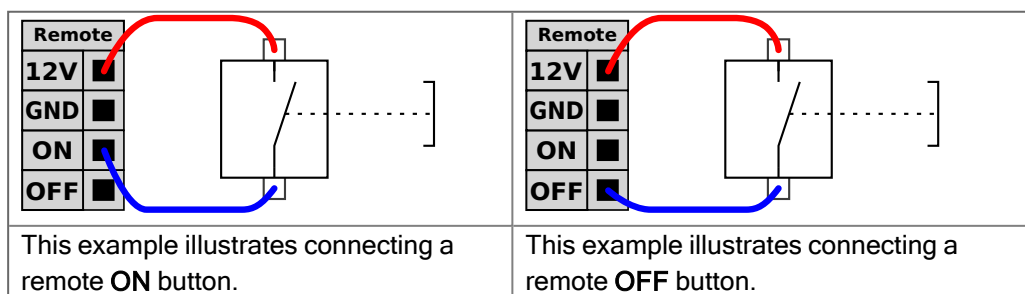 Remote
12V
GND
ON
OFF
This example illustrates connecting a
remote ON button.
Remote
12V
GND
ON
OFF
This example illustrates connecting a
remote OFF button.